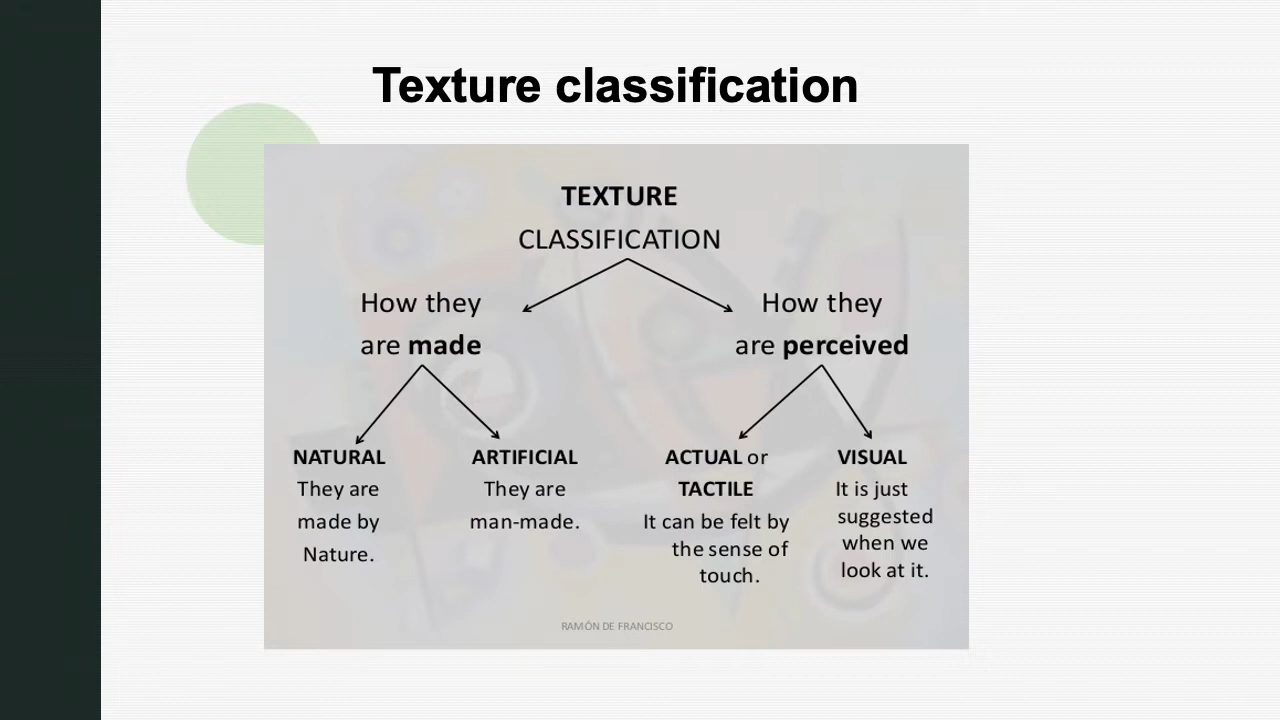 Texture classification
TEXTURE
CLASSIFICATION
How they
are made
How they
are perceived
NATURAL
They are
made by
Nature.
ARTIFICIAL
They are
man-made.
ACTUAL or
TACTILE
It can be felt by
the sense of
touch.
VISUAL
It is just
suggested
when we
look at it.
RAMÓN DE FRANCISCO